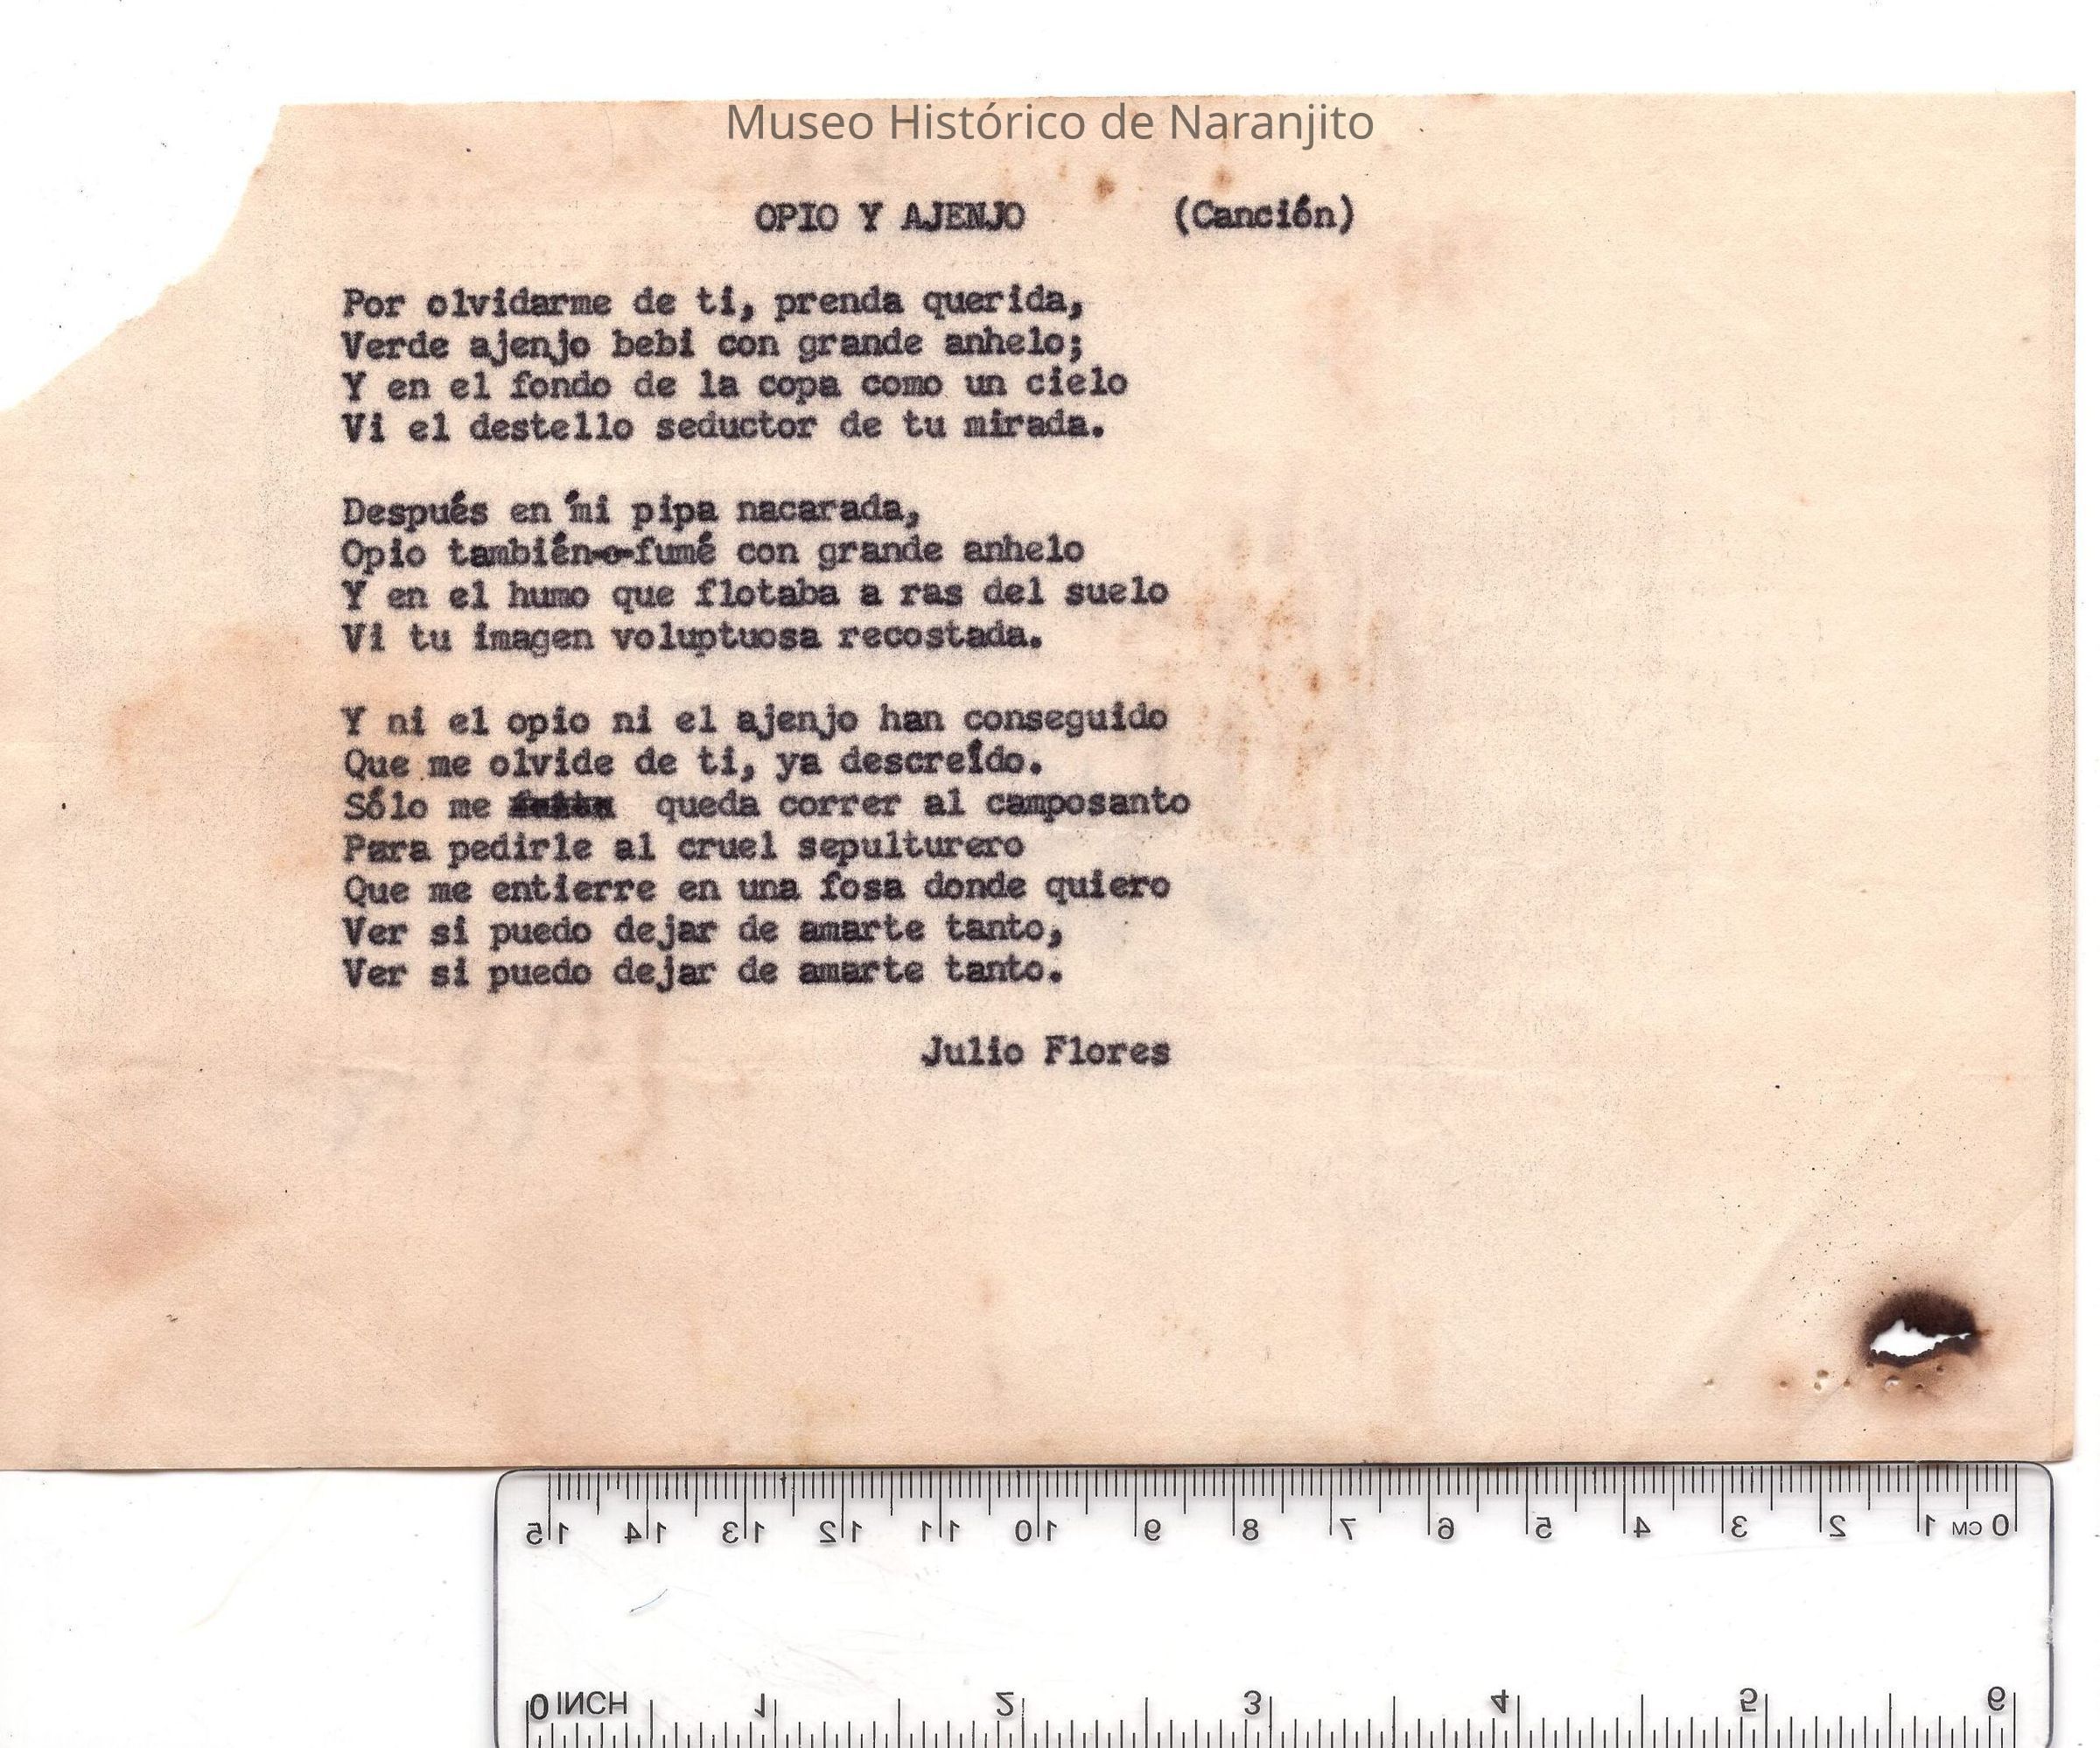 Museo Histórico de Naranjito
OPIO Y AJENJO (Canción)
Por olvidarme de ti, prenda querida,
Verde ajenjo bebi con grande anhelo;
Y en el fondo de la copa como un cielo
Vi el destello seductor de tu mirada.
Después en mi pipa nacarada,
Opio también fumé con grande anhelo
Y en el humo que flotaba a ras del suelo
Vi tu imagen voluptuosa recostada.
Y ni el opio ni el ajenjo han conseguido
Que me olvide de ti, ya descreído.
Sólo me queda correr al camposanto
Para pedirle al cruel sepulturero
Que me entierre en una fosa donde quiero
Ver si puedo dejar de amarte tanto,
Ver si puedo dejar de amarte tanto.
Julio Flores
15 14 13 12 11 10 9 8 7 6 5 4 3 2 1 CM 0
0 INCH 1 2 3 4 5 6